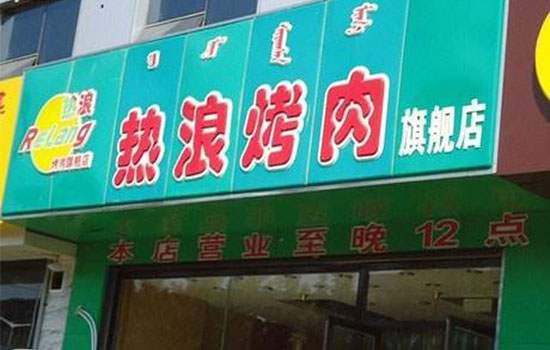 热浪
ReLang
烤肉旗舰店
热浪烤肉
旗舰店
本店营业至晚12点